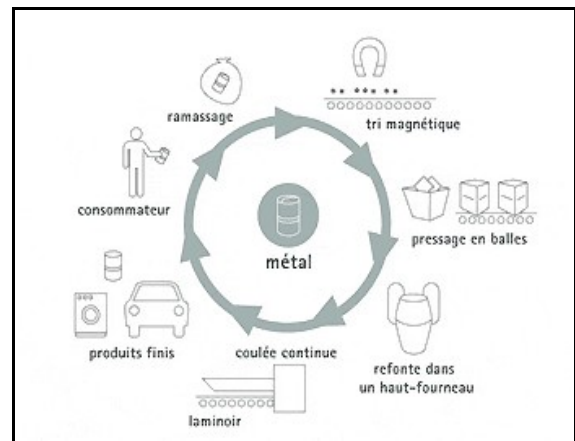 ramassage
tri magnétique
consommateur
pressage en balles
métal
produits finis
coulée continue
refonte dans
un haut-fourneau
laminoir